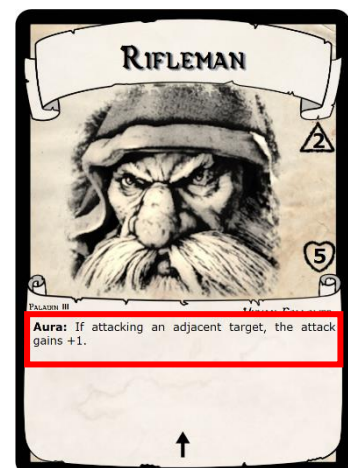 Rifleman
2
5
Paladin III
Aura: If attacking an adjacent target, the attack
gains +1.